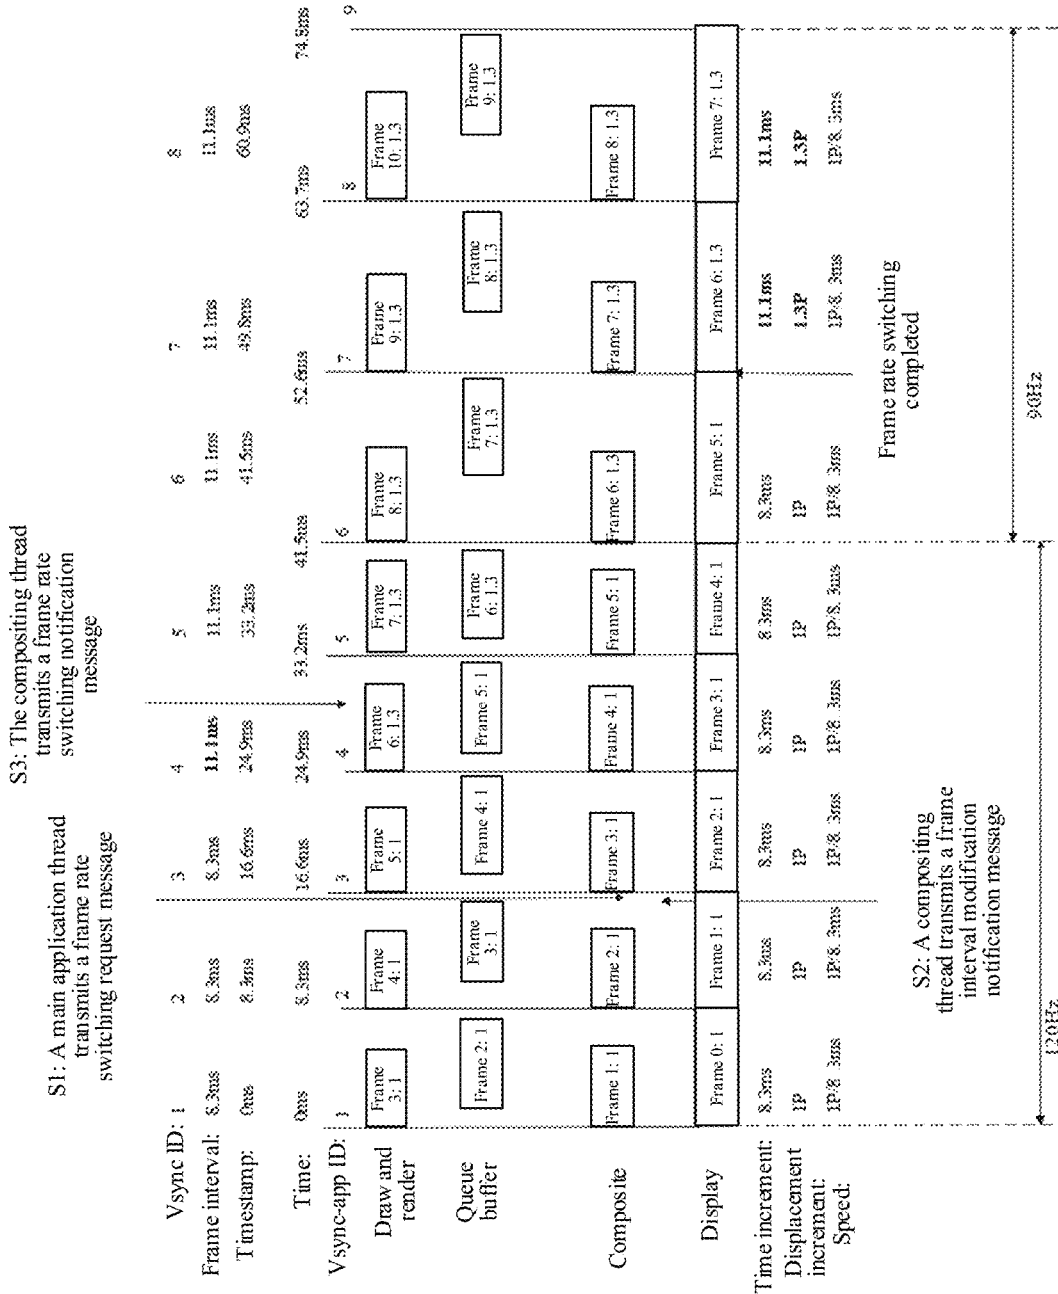 S3: The compositing thread
transmits a frame rate
switching notification
message
S1: A main application thread
transmits a frame rate
switching request message
Vsync ID: 1 2 3 4 5 6 7 8
Frame interval: 8.3ms 8.3ms 8.3ms 11.1ms 11.1ms 11.1ms 11.1ms 11.1ms
Timestamp: 0ms 8.3ms 16.6ms 24.9ms 33.2ms 41.5ms 49.8ms 60.9ms
Time: 0ms 8.3ms 16.6ms 24.9ms 33.2ms 41.5ms 52.6ms 63.7ms 74.8ms
Vsync-app ID: 1 2 3 4 5 6 7 8 9
Draw and
render
Frame
3: 1
Frame
4: 1
Frame
5: 1
Frame
6: 1.3
Frame
7: 1.3
Frame
8: 1.3
Frame
9: 1.3
Frame
10: 1.3
Queue
buffer
Frame 2: 1
Frame
3: 1
Frame 4: 1
Frame 5: 1
Frame
6: 1.3
Frame
7: 1.3
Frame
8: 1.3
Frame
9: 1.3
Composite
Frame 1: 1
Frame 2: 1
Frame 3: 1
Frame 4: 1
Frame 5: 1
Frame 6: 1.3
Frame 7: 1.3
Frame 8: 1.3
Display
Frame 0: 1
Frame 1: 1
Frame 2: 1
Frame 3: 1
Frame 4: 1
Frame 5: 1
Frame 6: 1.3
Frame 7: 1.3
Time increment: 8.3ms 8.3ms 8.3ms 8.3ms 8.3ms 8.3ms 11.1ms 11.1ms
Displacement
increment: 1P 1P 1P 1P 1P 1P 1.3P 1.3P
Speed: 1P/8. 3ms 1P/8. 3ms 1P/8. 3ms 1P/8. 3ms 1P/8. 3ms 1P/8. 3ms 1P/8. 3ms 1P/8. 3ms
S2: A compositing
thread transmits a frame
interval modification
notification message
Frame rate switching
completed
120Hz
90Hz